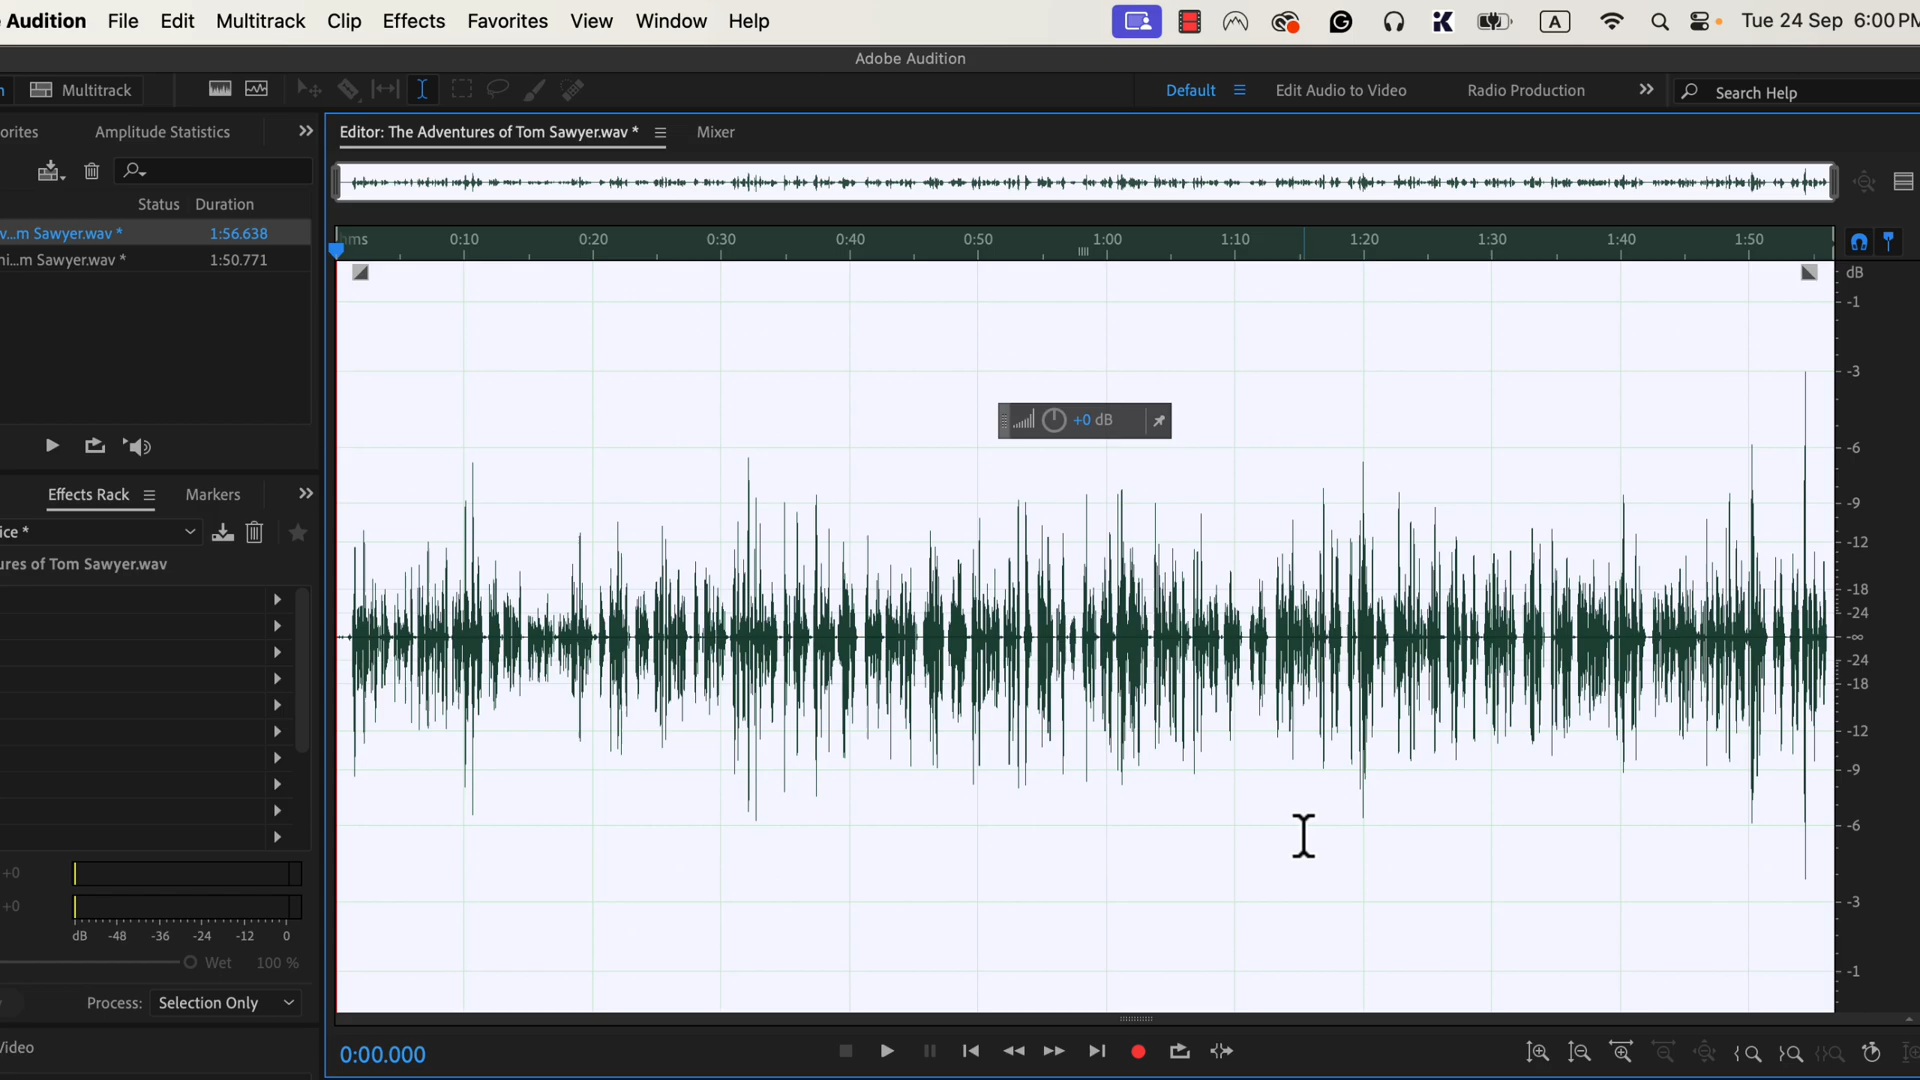 Audition File Edit Multitrack Clip Effects Favorites View Window Help A Tue 24 Sep 6:00 PM
Adobe Audition
Multitrack Default Edit Audio to Video Radio Production Search Help
orites Amplitude Statistics Editor: The Adventures of Tom Sawyer.wav * Mixer
Status Duration
v...m Sawyer.wav * 1:56.638
hms 0:10 0:20 0:30 0:40 0:50 1:00 1:10 1:20 1:30 1:40 1:50
ni...m Sawyer.wav * 1:50.771
dB
-1
-3
+0 dB
-6
Effects Rack Markers
-9
ice *
-12
ures of Tom Sawyer.wav
-18
-24
-∞
-24
-18
-12
-9
-6
+0
-3
+0
dB -48 -36 -24 -12 0
Wet 100 %
-1
Process: Selection Only
Video
0:00.000